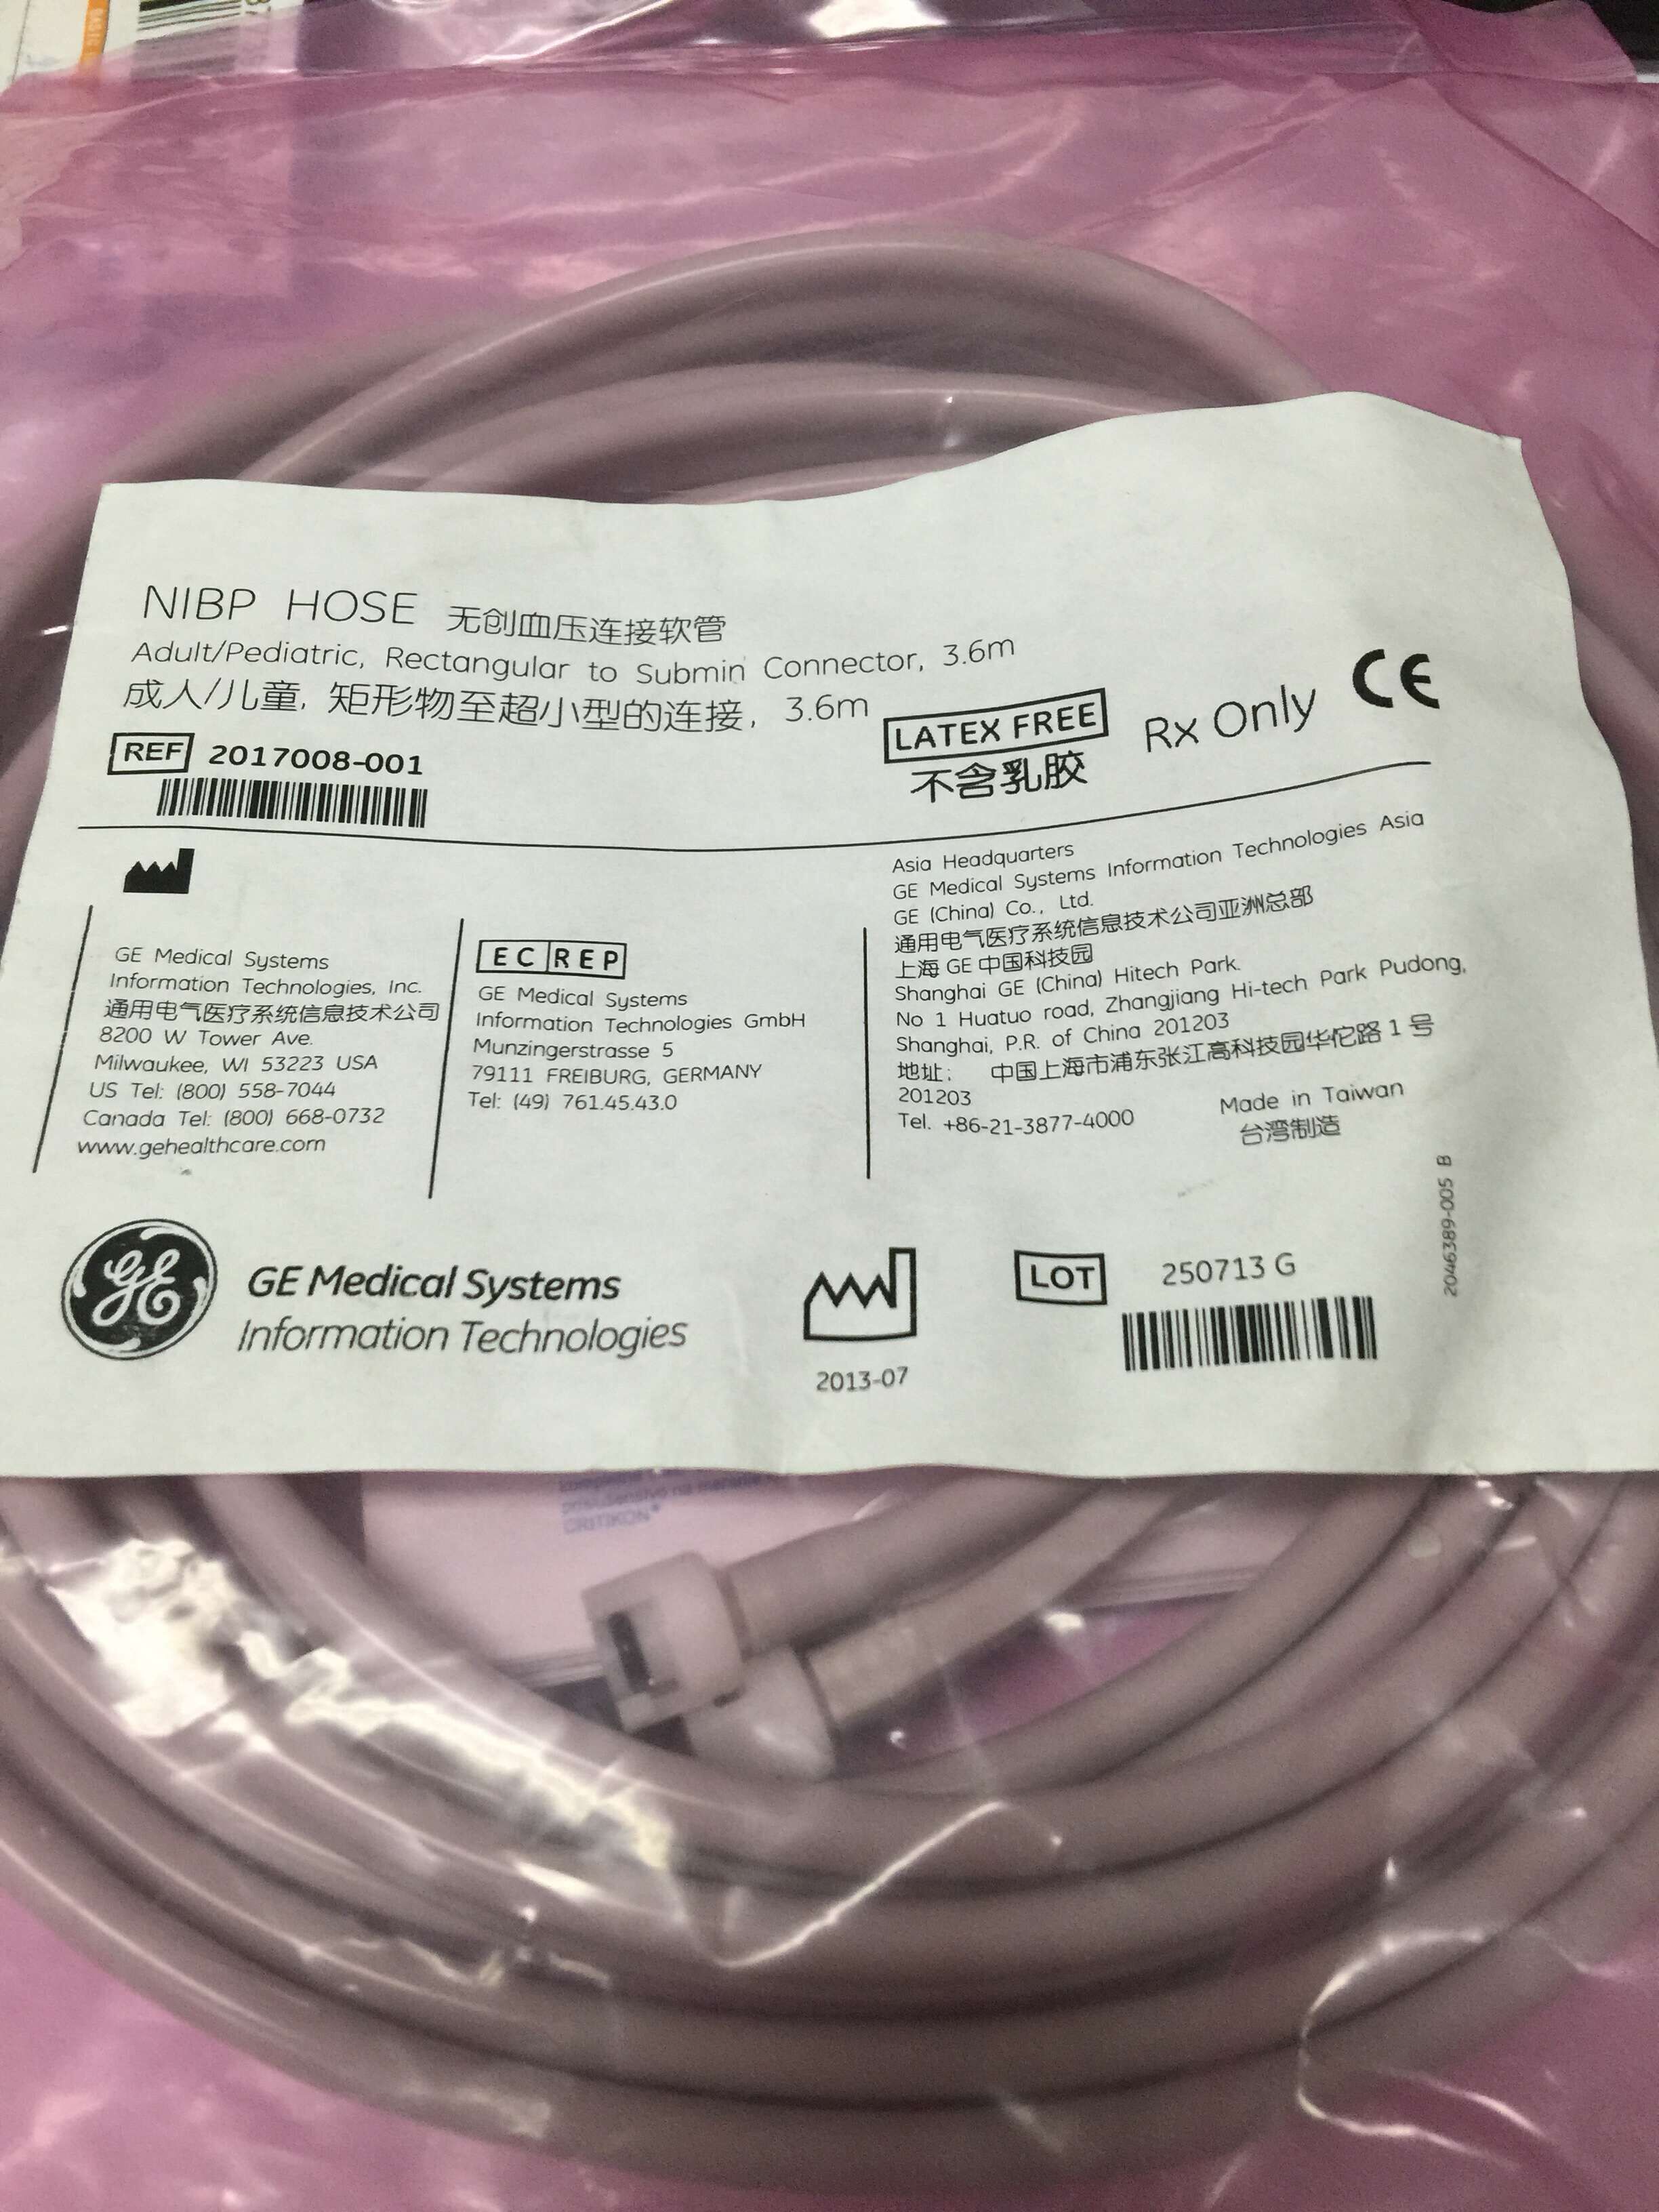 NIBP HOSE 无创血压连接软管
Adult/Pediatric, Rectangular to Submin Connector, 3.6m
成人/儿童, 矩形物至超小型的连接, 3.6m
REF 2017008-001
LATEX FREE
不含乳胶
Rx Only
CE
GE Medical Systems
Information Technologies, Inc.
通用电气医疗系统信息技术公司
8200 W Tower Ave.
Milwaukee, WI 53223 USA
US Tel: (800) 558-7044
Canada Tel: (800) 668-0732
www.gehealthcare.com
EC REP
GE Medical Systems
Information Technologies GmbH
Munzingerstrasse 5
79111 FREIBURG, GERMANY
Tel: (49) 761.45.43.0
Asia Headquarters
GE Medical Systems Information Technologies Asia
GE (China) Co., Ltd.
通用电气医疗系统信息技术公司亚洲总部
上海 GE 中国科技园
Shanghai GE (China) Hitech Park.
No 1 Huatuo road, Zhangjiang Hi-tech Park Pudong,
Shanghai, P.R. of China 201203
地址: 中国上海市浦东张江高科技园华佗路 1 号
201203
Tel. +86-21-3877-4000
Made in Taiwan
台湾制造
2046389-005 B
GE
GE Medical Systems
Information Technologies
2013-07
LOT 250713 G
CRITIKON